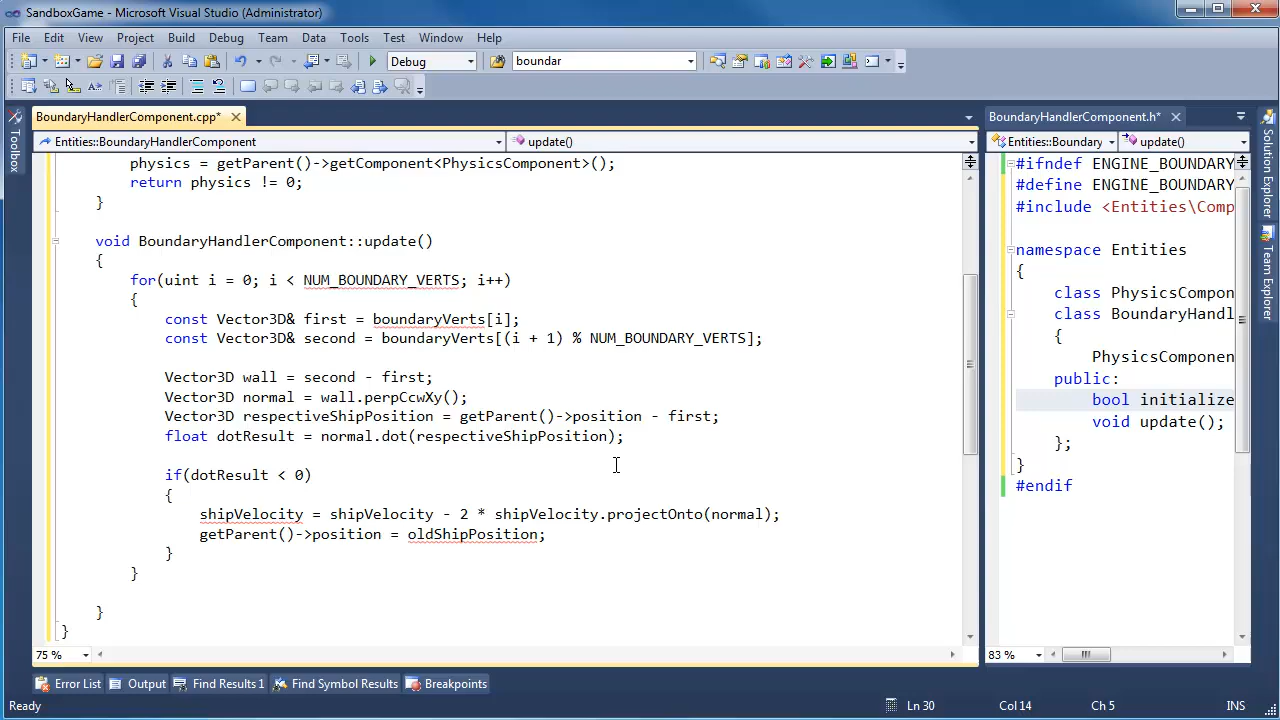 SandboxGame - Microsoft Visual Studio (Administrator)
File Edit View Project Build Debug Team Data Tools Test Window Help
Debug boundar
Toolbox
BoundaryHandlerComponent.cpp* BoundaryHandlerComponent.h*
Entities::BoundaryHandlerComponent update() Entities::Boundary update()
physics = getParent()->getComponent<PhysicsComponent>();
return physics != 0;
}
void BoundaryHandlerComponent::update()
{
for(uint i = 0; i < NUM_BOUNDARY_VERTS; i++)
{
const Vector3D& first = boundaryVerts[i];
const Vector3D& second = boundaryVerts[(i + 1) % NUM_BOUNDARY_VERTS];
Vector3D wall = second - first;
Vector3D normal = wall.perpCcwXy();
Vector3D respectiveShipPosition = getParent()->position - first;
float dotResult = normal.dot(respectiveShipPosition);
if(dotResult < 0)
{
shipVelocity = shipVelocity - 2 * shipVelocity.projectOnto(normal);
getParent()->position = oldShipPosition;
}
}
}
}
75 %
#ifndef ENGINE_BOUNDARY
#define ENGINE_BOUNDARY
#include <Entities\Comp
namespace Entities
{
class PhysicsCompon
class BoundaryHandl
{
PhysicsComponen
public:
bool initialize
void update();
};
}
#endif
83 %
Solution Explorer
Team Explorer
Error List Output Find Results 1 Find Symbol Results Breakpoints
Ready Ln 30 Col 14 Ch 5 INS